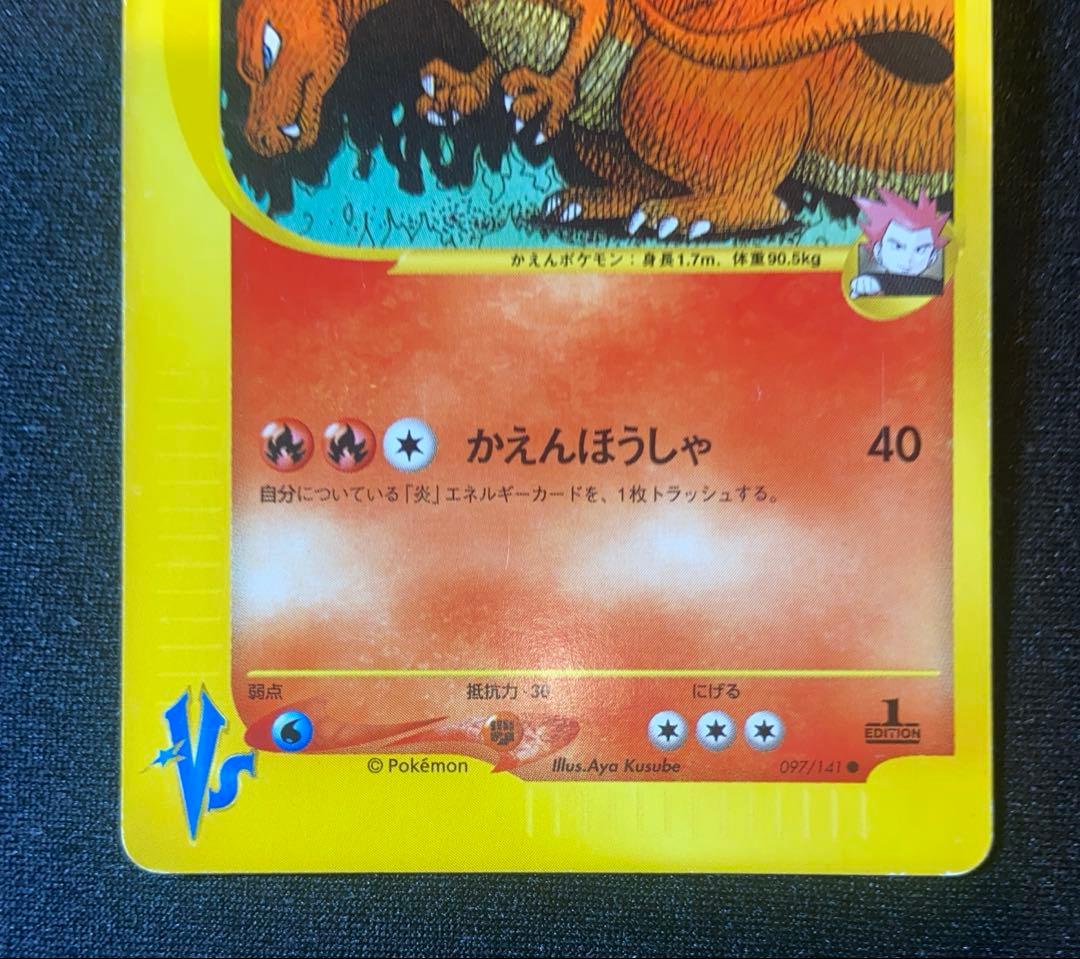 かえんポケモン：身長1.7m, 体重90.5kg
かえんほうしゃ 40
自分についている「炎」エネルギーカードを、1枚トラッシュする。
弱点 抵抗力-30 にげる
1 EDITION
VS
© Pokémon Illus.Aya Kusube 097/141●